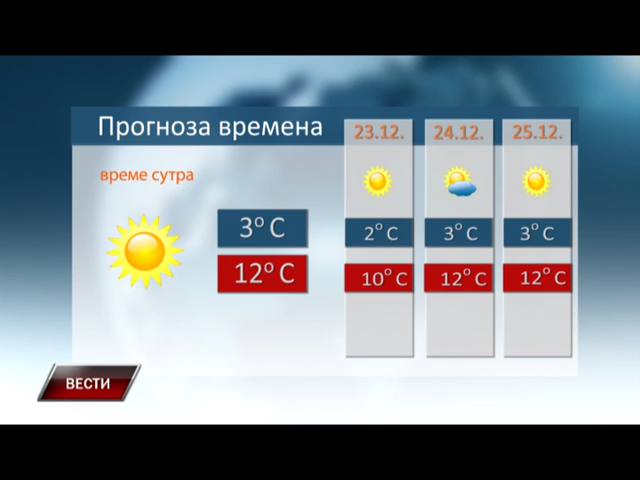 Прогноза времена
време сутра
3° C
12° C
23.12.
2° C
10° C
24.12.
3° C
12° C
25.12.
3° C
12° C
ВЕСТИ